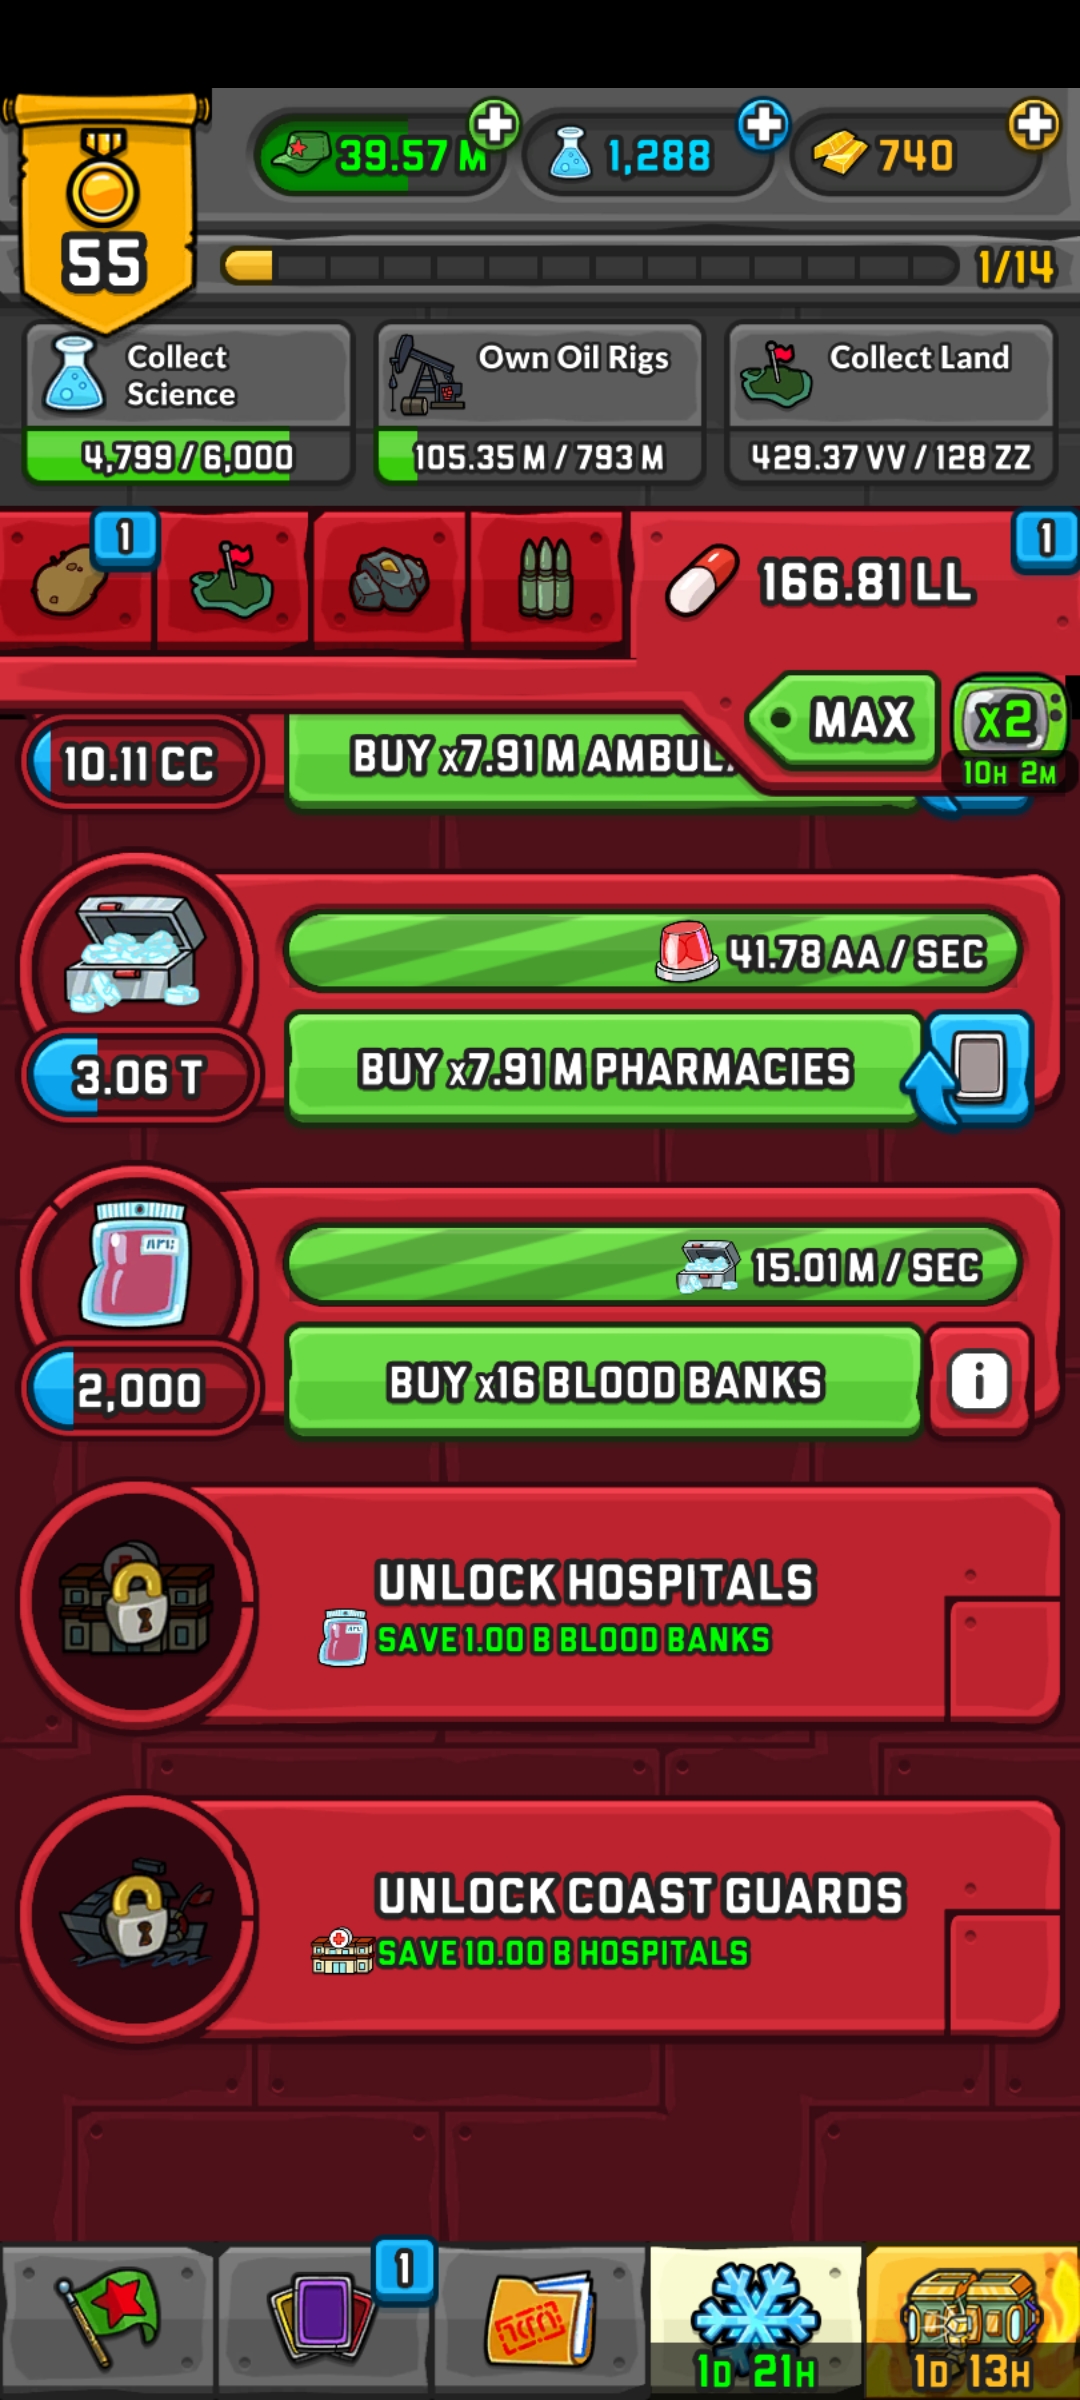 39.57 M
1,288
740
55
1/14
Collect
Science
4,799 / 6,000
Own Oil Rigs
105.35 M / 793 M
Collect Land
429.37 VV / 128 ZZ
1
166.81 LL
1
MAX
x2
10H 2M
10.11 CC
BUY x7.91 M AMBUL
41.78 AA / SEC
3.06 T
BUY x7.91 M PHARMACIES
15.01 M / SEC
2,000
BUY x16 BLOOD BANKS
i
UNLOCK HOSPITALS
SAVE 1.00 B BLOOD BANKS
UNLOCK COAST GUARDS
SAVE 10.00 B HOSPITALS
1
1D 21H
1D 13H